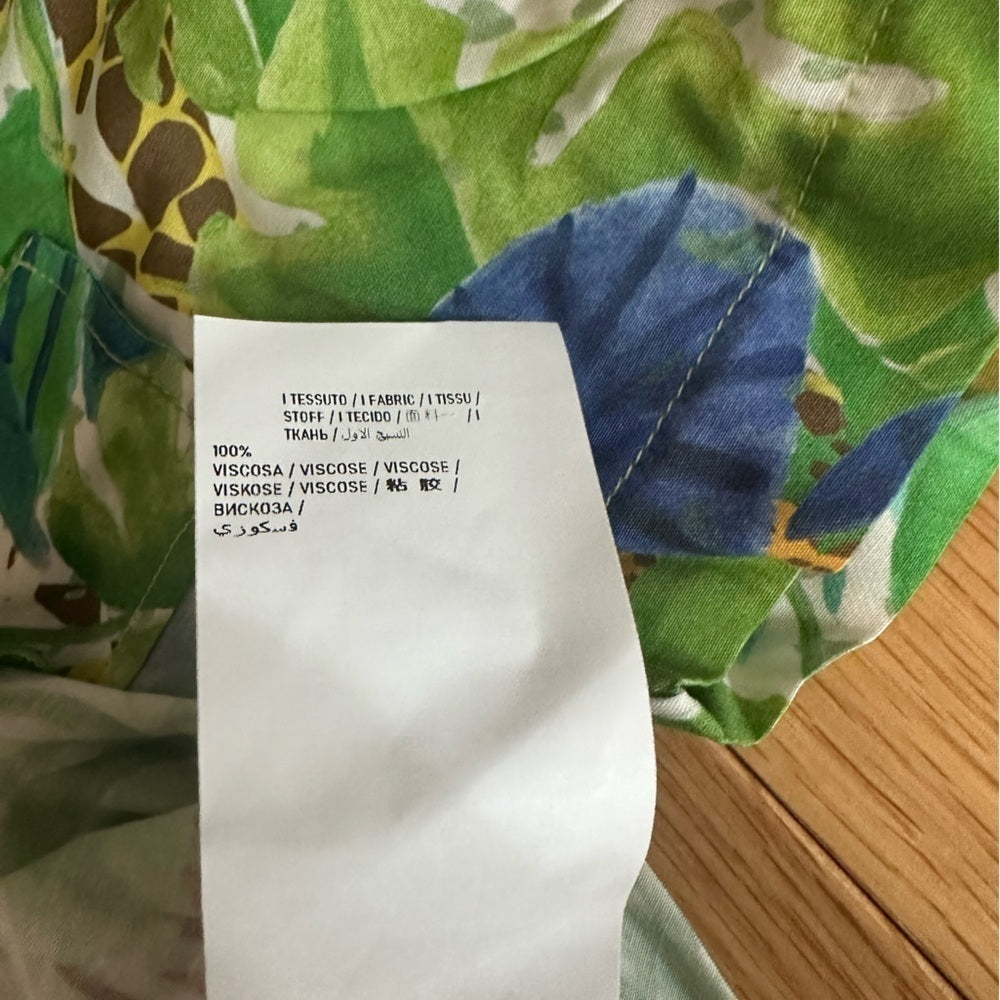 I TESSUTO / I FABRIC / I TISSU /
STOFF / I TECIDO / 面料一 / I
ТКАНЬ / النسيج الاول
100%
VISCOSA / VISCOSE / VISCOSE /
VISKOSE / VISCOSE / 粘 胶 /
ВИСКОЗА /
فسكوزي